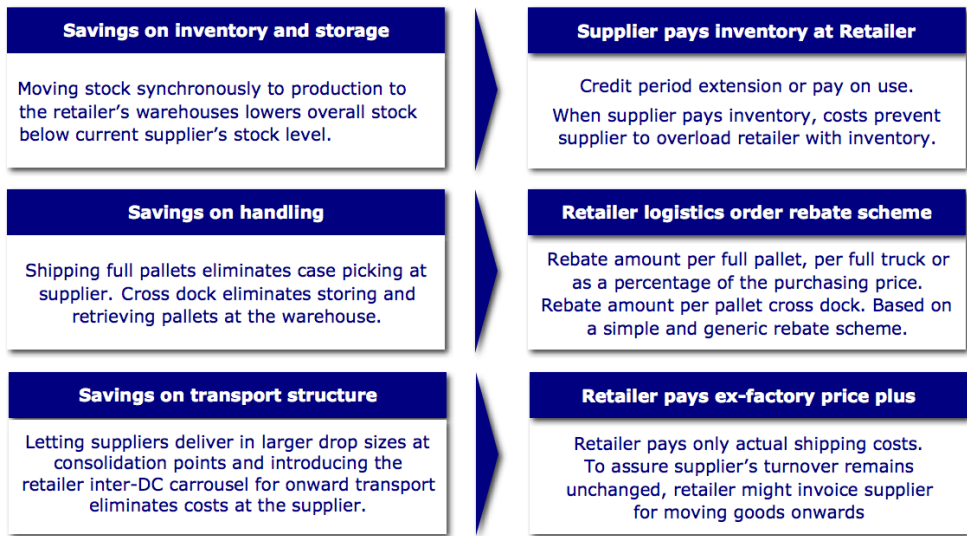 Savings on inventory and storage
Moving stock synchronously to production to
the retailer's warehouses lowers overall stock
below current supplier's stock level.
Supplier pays inventory at Retailer
Credit period extension or pay on use.
When supplier pays inventory, costs prevent
supplier to overload retailer with inventory.
Savings on handling
Shipping full pallets eliminates case picking at
supplier. Cross dock eliminates storing and
retrieving pallets at the warehouse.
Retailer logistics order rebate scheme
Rebate amount per full pallet, per full truck or
as a percentage of the purchasing price.
Rebate amount per pallet cross dock. Based on
a simple and generic rebate scheme.
Savings on transport structure
Letting suppliers deliver in larger drop sizes at
consolidation points and introducing the
retailer inter-DC carrousel for onward transport
eliminates costs at the supplier.
Retailer pays ex-factory price plus
Retailer pays only actual shipping costs.
To assure supplier's turnover remains
unchanged, retailer might invoice supplier
for moving goods onwards